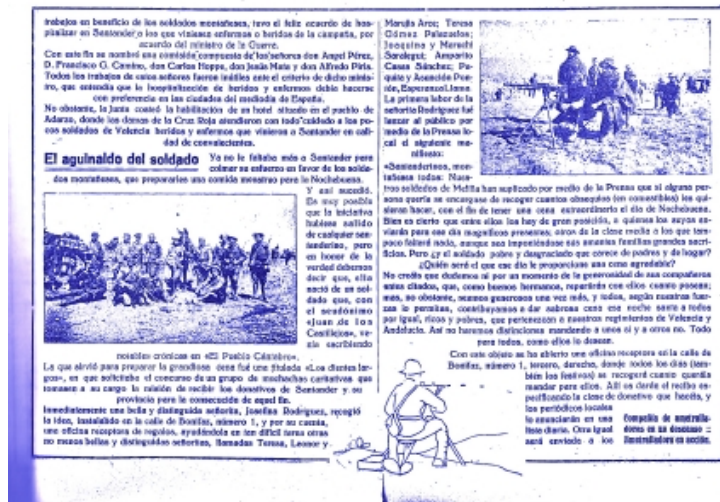 trabajos en beneficio de los soldados montañeses, tuvo el feliz acuerdo de hos-
pitalizar en Santander a los que viniesen enfermos o heridos de la campaña, por
acuerdo del ministro de la Guerra.
Con este fin se nombró una comisión compuesta de los señores don Angel Pérez,
D. Francisco G. Camino, don Carlos Hoppe, don Jesús Mata y don Alfredo Piris.
Todos los trabajos de estos señores fueron inútiles ante el criterio de dicho minis-
tro, que entendía que la hospitalización de heridos y enfermos debía hacerse
con preferencia en las ciudades del mediodía de España.
No obstante, la Junta costeó la habilitación de un hotel situado en el pueblo de
Adarzo, donde las damas de la Cruz Roja atendieron con todo cuidado a los po-
cos soldados de Valencia heridos y enfermos que vinieron a Santander en cali-
dad de convalecientes.
El aguinaldo del soldado Ya no le faltaba más a Santander para
colmar su esfuerzo en favor de los solda-
dos montañeses, que prepararles una comida monstruo para la Nochebuena.
Y así sucedió.
Es muy posible
que la iniciativa
hubiese salido
de cualquier san-
tanderino, pero
en honor de la
verdad debemos
decir que, ella
nació de un sol-
dado que, con
el seudónimo
«Juan de los
Castillejos», ve-
nía escribiendo
notables crónicas en «El Pueblo Cántabro».
La que sirvió para preparar la grandiosa cena fué una titulada «Los dientes lar-
gos», en que solicitaba el concurso de un grupo de muchachas caritativas que
tomasen a su cargo la misión de recibir los donativos de Santander y su
provincia para la consecución de aquel fin.
Inmediatamente una bella y distinguida señorita, Josefina Rodríguez, recogió
la idea, instalando en la calle de Bonifaz, número 1, y por su cuenta,
una oficina receptora de regalos, ayudándola en tan difícil tarea otras
no menos bellas y distinguidas señoritas, llamadas Teresa, Leonor y
Marujla Arce; Teresa
Gómez Palazuelos;
Joaquina y Meruchi
Saralegui; Amparito
Casas Sánchez; Pa-
quita y Asunción Pon-
ión, Esperanza Llama.
La primera labor de la
señorita Rodríguez fué
lanzar al público por
medio de la Prensa lo-
cal el siguiente ma-
nifiesto:
«Santanderinos, mon-
tañeses todos: Nues-
tros soldados de Melilla han suplicado por medio de la Prensa que si alguna per-
sona quería se encargase de recoger cuantos obsequios (en comestibles) les qui-
sieran hacer, con el fin de tener una cena extraordinaria el día de Nochebuena.
Bien es cierto que entre ellos los hay de gran posición, a quienes los suyos en-
viarán para ese día magníficos presentes; otros de la clase media a los que tam-
poco faltará nada, aunque sea imponiéndose sus amantes familias grandes sacri-
ficios. Pero ¿y el soldado pobre y desgraciado que carece de padres y de hogar?
¿Quién será el que ese día le proporcione una cena agradable?
No creáis que dudamos ni por un momento de la generosidad de sus compañeros
antes citados, que, como buenos hermanos, repartirán con ellos cuanto posean;
más, no obstante, seamos generosos una vez más, y todos, según nuestras fuer-
zas lo permitan, contribuyamos a dar sabrosa cena esa noche santa a todos
por igual, ricos y pobres, que pertenezcan a nuestros regimientos de Valencia y
Andalucía. Así no haremos distinciones mandando a unos sí y a otros no. Todo
para todos, como ellos lo desean.
Con este objeto se ha abierto una oficina receptora en la calle de
Bonifaz, número 1, tercero, derecha, donde todos los días (tam-
bién los festivos) se recogerá cuanto queráis
mandar para ellos. Allí se darán el recibo es-
pecificando la clase de donativo que hacéis, y
los periódicos locales
lo anunciarán en una
lista diaria. Otra igual
será enviada a los
Compañía de ametralla-
doras en un descanso ::
Ametralladora en acción.